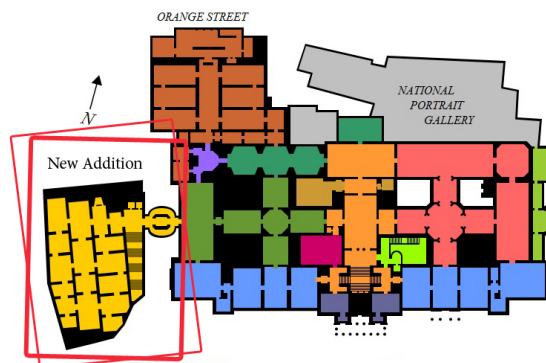 ORANGE STREET
N
NATIONAL
PORTRAIT
GALLERY
New Addition